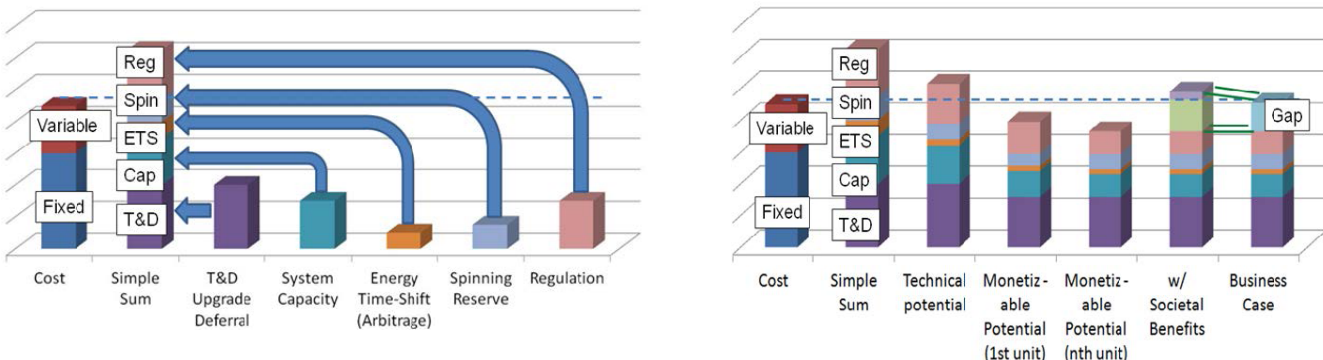 Reg
Spin
Variable
ETS
Cap
Fixed
T&D
Cost
Simple
Sum
T&D
Upgrade
Deferral
System
Capacity
Energy
Time-Shift
(Arbitrage)
Spinning
Reserve
Regulation
Reg
Spin
Gap
Variable
ETS
Cap
Fixed
T&D
Cost
Simple
Sum
Technical
potential
Monetiz-
able
Potential
(1st unit)
Monetiz-
able
Potential
(nth unit)
w/
Societal
Benefits
Business
Case